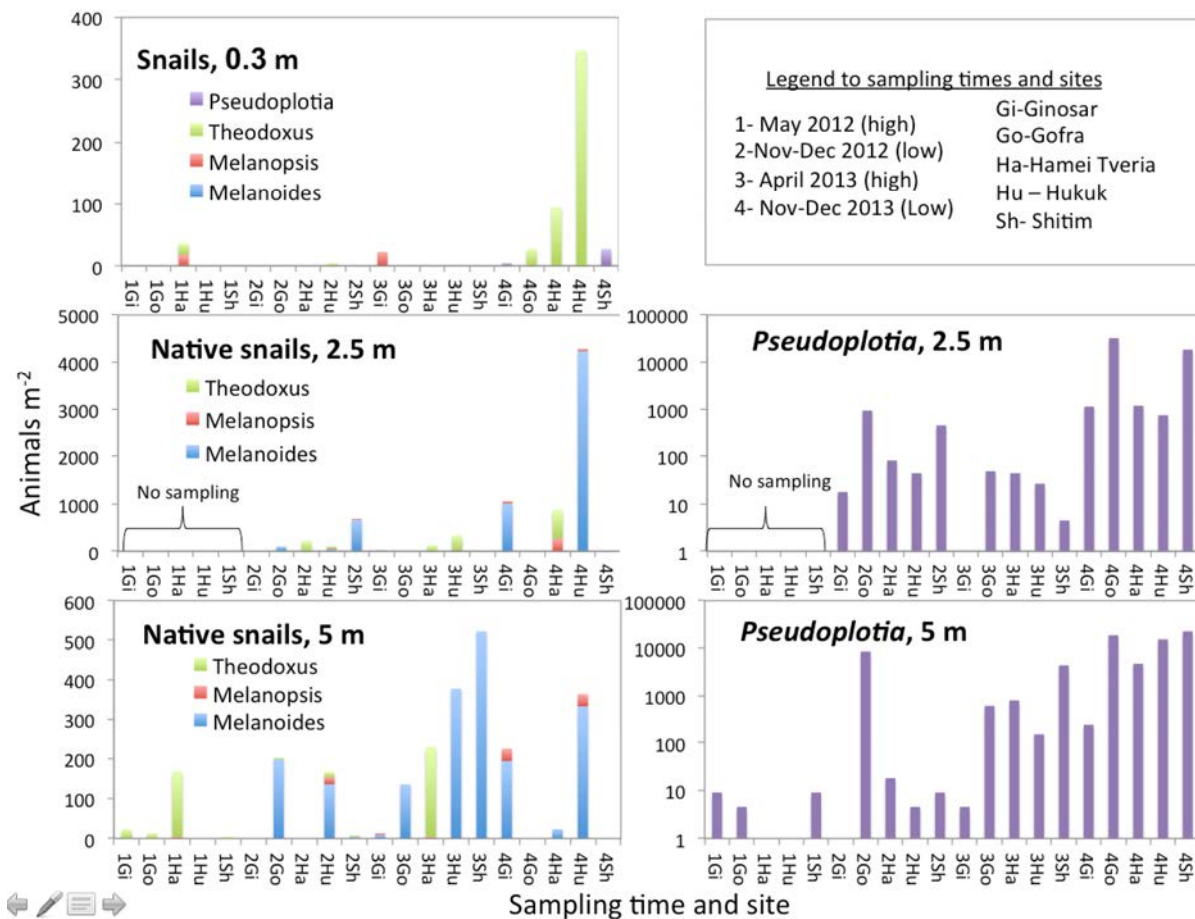 400
300
200
100
0
Snails, 0.3 m
Pseudoplotia
Theodoxus
Melanopsis
Melanoides
1Gi 1Go 1Ha 1Hu 1Sh 2Gi 2Go 2Hu 2Sh 3Gi 3Go 3Ha 3Hu 3Sh 4Gi 4Go 4Ha 4Hu 4Sh
Legend to sampling times and sites
1- May 2012 (high)
2-Nov-Dec 2012 (low)
3- April 2013 (high)
4- Nov-Dec 2013 (Low)
Gi-Ginosar
Go-Gofra
Ha-Hamei Tveria
Hu – Hukuk
Sh- Shitim
Animals m-2
5000
4000
3000
2000
1000
0
Native snails, 2.5 m
Theodoxus
Melanopsis
Melanoides
No sampling
1Gi 1Go 1Ha 1Hu 1Sh 2Gi 2Go 2Ha 2Hu 2Sh 3Gi 3Go 3Ha 3Hu 3Sh 4Gi 4Go 4Ha 4Hu 4Sh
100000
10000
1000
100
10
1
Pseudoplotia, 2.5 m
No sampling
1Gi 1Go 1Ha 1Hu 1Sh 2Gi 2Go 2Ha 2Hu 2Sh 3Gi 3Go 3Ha 3Hu 3Sh 4Gi 4Go 4Ha 4Hu 4Sh
600
500
400
300
200
100
0
Native snails, 5 m
Theodoxus
Melanopsis
Melanoides
1Gi 1Go 1Ha 1Hu 1Sh 2Gi 2Go 2Hu 2Sh 3Gi 3Go 3Ha 3Hu 3Sh 4Gi 4Ha 4Hu 4Sh
100000
10000
1000
100
10
1
Pseudoplotia, 5 m
1Gi 1Go 1Ha 1Hu 1Sh 2Gi 2Go 2Ha 2Hu 2Sh 3Gi 3Go 3Ha 3Hu 3Sh 4Gi 4Go 4Ha 4Hu 4Sh
Sampling time and site